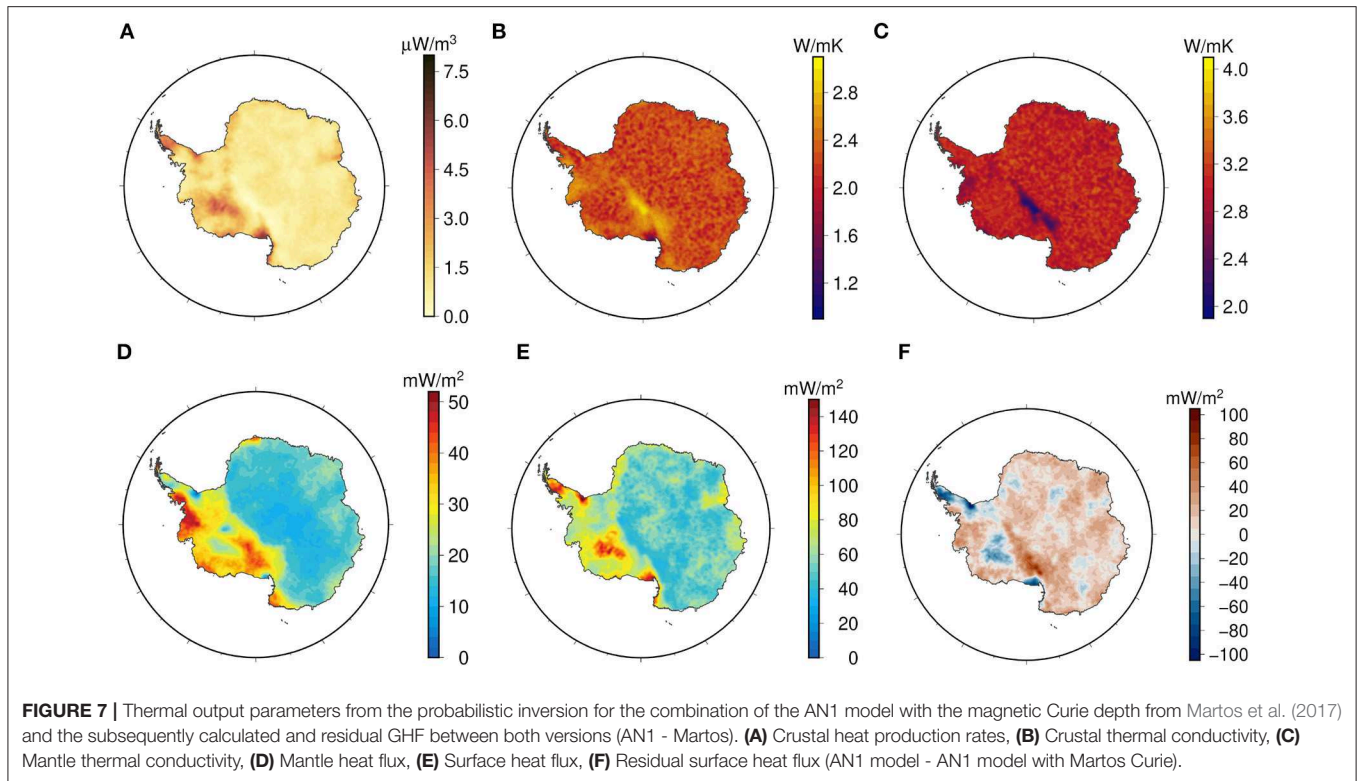 A
μW/m³
7.5
6.0
4.5
3.0
1.5
0.0
B
W/mK
2.8
2.4
2.0
1.6
1.2
C
W/mK
4.0
3.6
3.2
2.8
2.4
2.0
D
mW/m²
50
40
30
20
10
0
E
mW/m²
140
120
100
80
60
40
20
0
F
mW/m²
100
80
60
40
20
0
−20
−40
−60
−80
−100
FIGURE 7 | Thermal output parameters from the probabilistic inversion for the combination of the AN1 model with the magnetic Curie depth from Martos et al. (2017)
and the subsequently calculated and residual GHF between both versions (AN1 - Martos). (A) Crustal heat production rates, (B) Crustal thermal conductivity, (C)
Mantle thermal conductivity, (D) Mantle heat flux, (E) Surface heat flux, (F) Residual surface heat flux (AN1 model - AN1 model with Martos Curie).